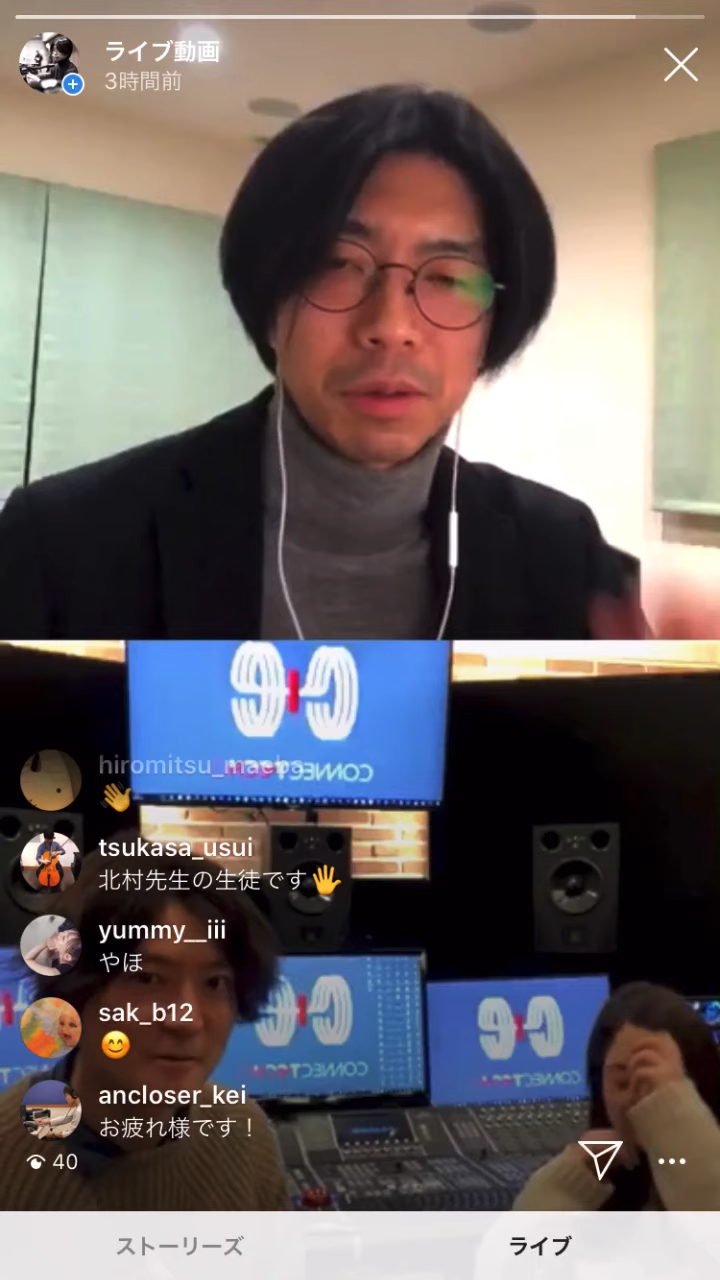 ライブ動画
3時間前
hiromitsu_maeba
👋
tsukasa_usui
北村先生の生徒です🖐
yummy__iii
やほ
sak_b12
😊
ancloser_kei
お疲れ様です！
40
ストーリーズ
ライブ